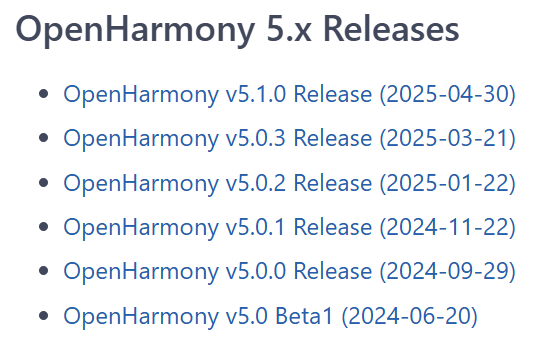 OpenHarmony 5.x Releases
• OpenHarmony v5.1.0 Release (2025-04-30)
• OpenHarmony v5.0.3 Release (2025-03-21)
• OpenHarmony v5.0.2 Release (2025-01-22)
• OpenHarmony v5.0.1 Release (2024-11-22)
• OpenHarmony v5.0.0 Release (2024-09-29)
• OpenHarmony v5.0 Beta1 (2024-06-20)